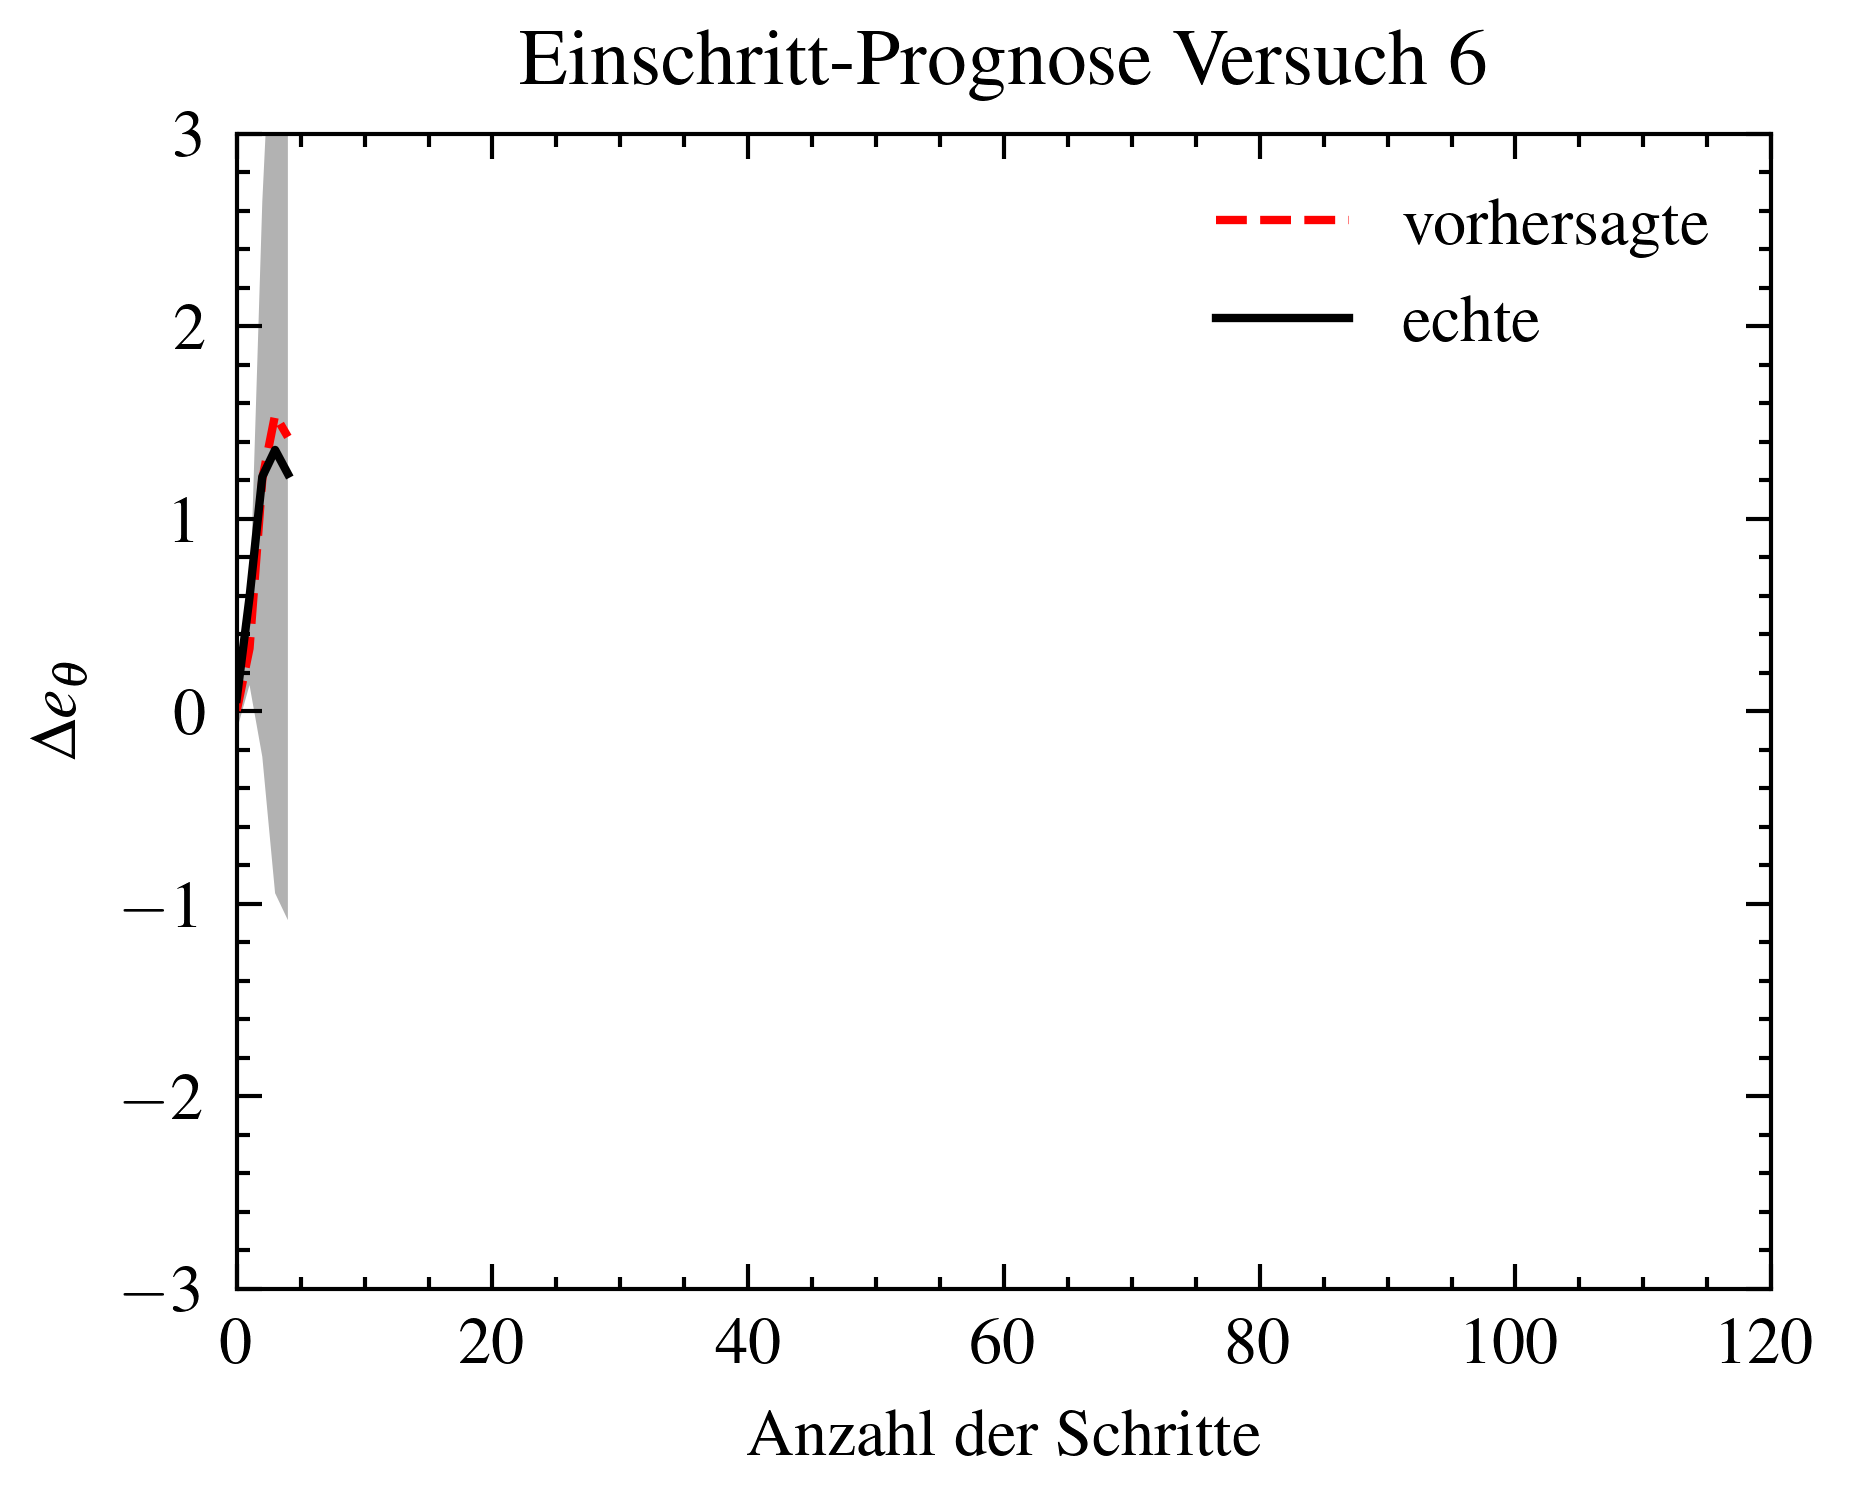 Einschritt-Prognose Versuch 6
3
2
1
0
−1
−2
−3
Δe_θ
vorhersagte
echte
0 20 40 60 80 100 120
Anzahl der Schritte